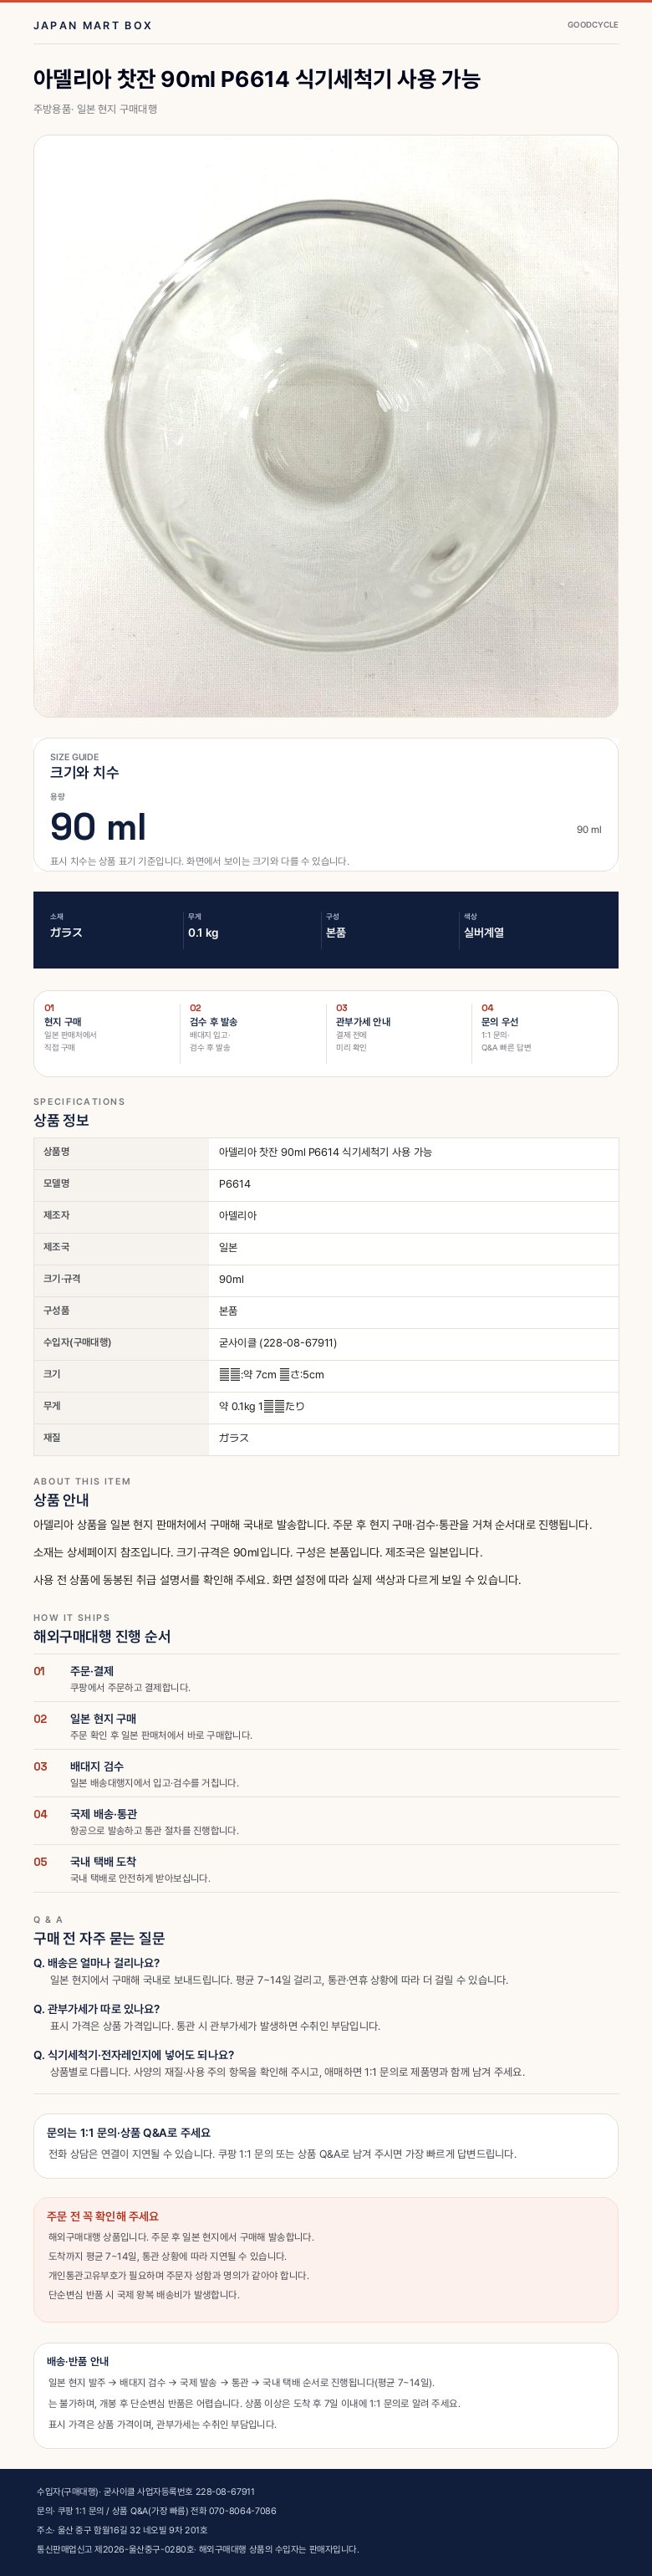 JAPAN MART BOX
GOODCYCLE
아델리아 찻잔 90ml P6614 식기세척기 사용 가능
주방용품· 일본 현지 구매대행
SIZE GUIDE
크기와 치수
용량
90 ml
90 ml
표시 치수는 상품 표기 기준입니다. 화면에서 보이는 크기와 다를 수 있습니다.
소재
ガラス
무게
0.1 kg
구성
본품
색상
실버계열
01
현지 구매
일본 판매처에서
직접 구매
02
검수 후 발송
배대지 입고·
검수 후 발송
03
관부가세 안내
결제 전에
미리 확인
04
문의 우선
1:1 문의·
Q&A 빠른 답변
SPECIFICATIONS
상품 정보
상품명 아델리아 찻잔 90ml P6614 식기세척기 사용 가능
모델명 P6614
제조자 아델리아
제조국 일본
크기·규격 90ml
구성품 본품
수입자(구매대행) 굳사이클 (228-08-67911)
크기 :약 7cm さ:5cm
무게 약 0.1kg 1たり
재질 ガラス
ABOUT THIS ITEM
상품 안내
아델리아 상품을 일본 현지 판매처에서 구매해 국내로 발송합니다. 주문 후 현지 구매·검수·통관을 거쳐 순서대로 진행됩니다.
소재는 상세페이지 참조입니다. 크기·규격은 90ml입니다. 구성은 본품입니다. 제조국은 일본입니다.
사용 전 상품에 동봉된 취급 설명서를 확인해 주세요. 화면 설정에 따라 실제 색상과 다르게 보일 수 있습니다.
HOW IT SHIPS
해외구매대행 진행 순서
01 주문·결제
쿠팡에서 주문하고 결제합니다.
02 일본 현지 구매
주문 확인 후 일본 판매처에서 바로 구매합니다.
03 배대지 검수
일본 배송대행지에서 입고·검수를 거칩니다.
04 국제 배송·통관
항공으로 발송하고 통관 절차를 진행합니다.
05 국내 택배 도착
국내 택배로 안전하게 받아보십니다.
Q & A
구매 전 자주 묻는 질문
Q. 배송은 얼마나 걸리나요?
일본 현지에서 구매해 국내로 보내드립니다. 평균 7~14일 걸리고, 통관·연휴 상황에 따라 더 걸릴 수 있습니다.
Q. 관부가세가 따로 있나요?
표시 가격은 상품 가격입니다. 통관 시 관부가세가 발생하면 수취인 부담입니다.
Q. 식기세척기·전자레인지에 넣어도 되나요?
상품별로 다릅니다. 사양의 재질·사용 주의 항목을 확인해 주시고, 애매하면 1:1 문의로 제품명과 함께 남겨 주세요.
문의는 1:1 문의·상품 Q&A로 주세요
전화 상담은 연결이 지연될 수 있습니다. 쿠팡 1:1 문의 또는 상품 Q&A로 남겨 주시면 가장 빠르게 답변드립니다.
주문 전 꼭 확인해 주세요
해외구매대행 상품입니다. 주문 후 일본 현지에서 구매해 발송합니다.
도착까지 평균 7~14일, 통관 상황에 따라 지연될 수 있습니다.
개인통관고유부호가 필요하며 주문자 성함과 명의가 같아야 합니다.
단순변심 반품 시 국제 왕복 배송비가 발생합니다.
배송·반품 안내
일본 현지 발주 → 배대지 검수 → 국제 발송 → 통관 → 국내 택배 순서로 진행됩니다(평균 7~14일).
는 불가하며, 개봉 후 단순변심 반품은 어렵습니다. 상품 이상은 도착 후 7일 이내에 1:1 문의로 알려 주세요.
표시 가격은 상품 가격이며, 관부가세는 수취인 부담입니다.
수입자(구매대행)· 굳사이클 사업자등록번호 228-08-67911
문의· 쿠팡 1:1 문의 / 상품 Q&A(가장 빠름) 전화 070-8064-7086
주소· 울산 중구 함월16길 32 네오빌 9차 201호
통신판매업신고 제2026-울산중구-0280호· 해외구매대행 상품의 수입자는 판매자입니다.